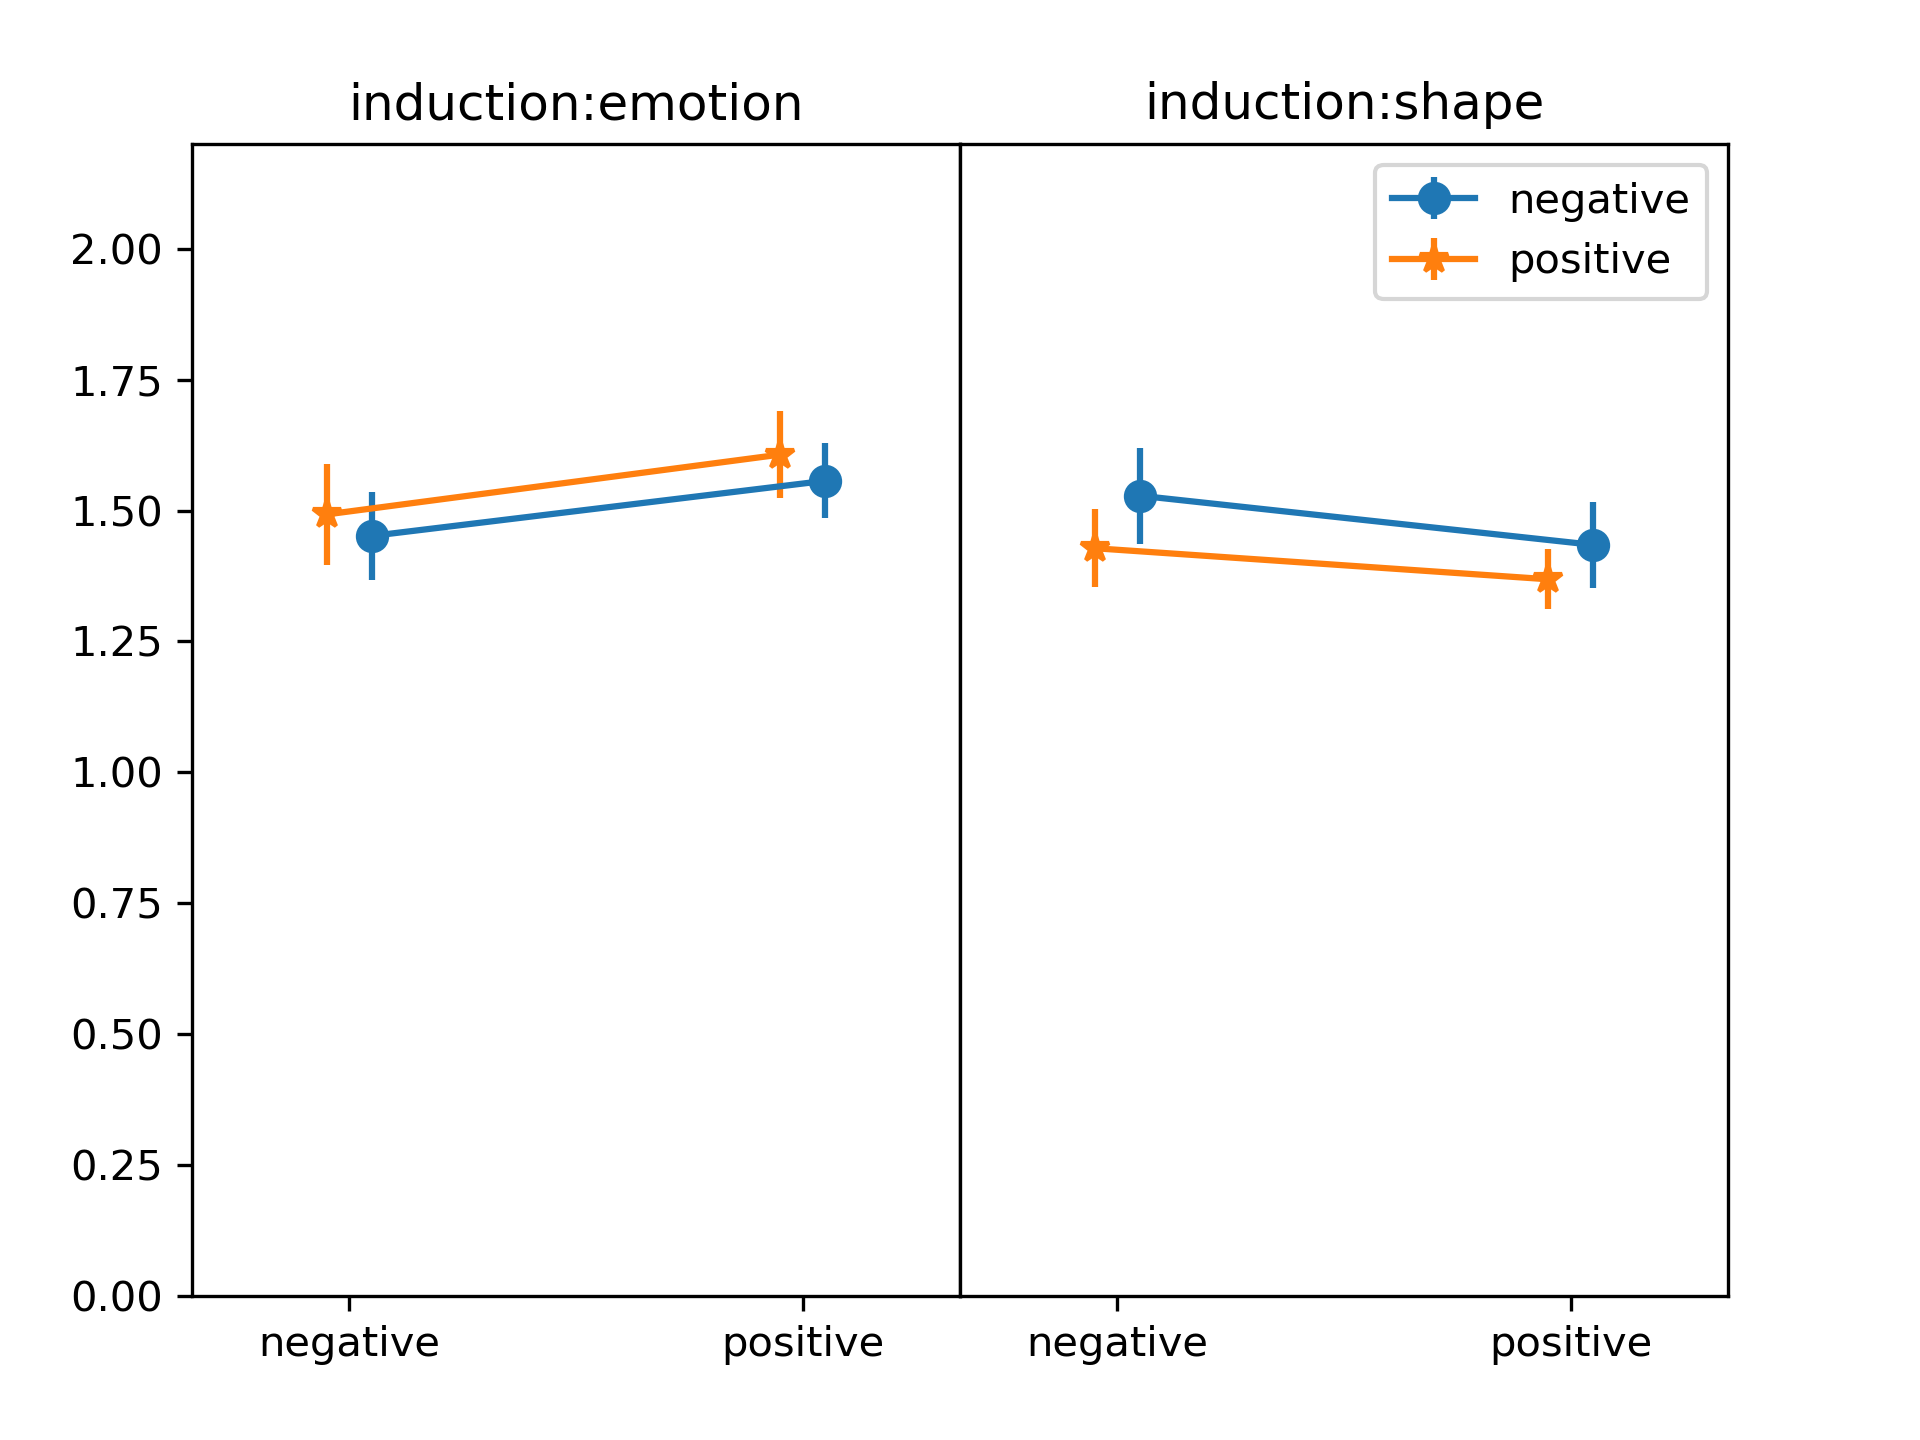 induction:emotion
induction:shape
negative
positive
2.00
1.75
1.50
1.25
1.00
0.75
0.50
0.25
0.00
negative
positive
negative
positive